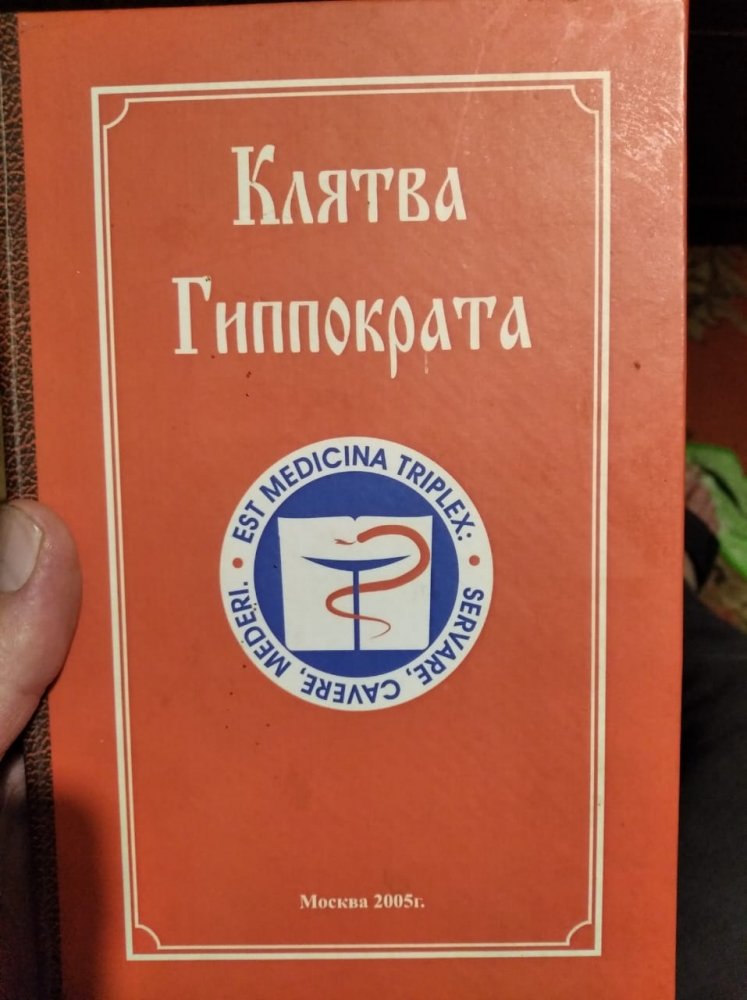 Клятва
Гиппократа
EST MEDICINA TRIPLEX:
SERVARE, CAVERE, MEDERI.
Москва 2005г.